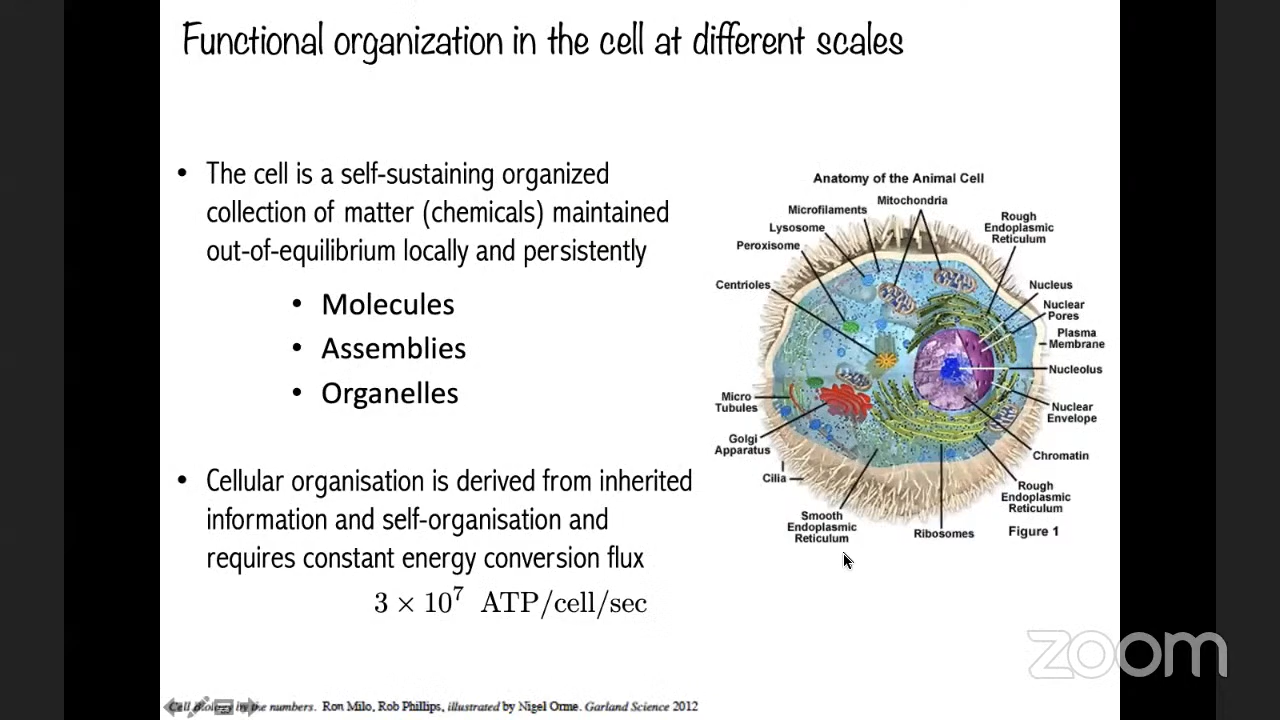 Functional organization in the cell at different scales
• The cell is a self-sustaining organized
collection of matter (chemicals) maintained
out-of-equilibrium locally and persistently
• Molecules
• Assemblies
• Organelles
• Cellular organisation is derived from inherited
information and self-organisation and
requires constant energy conversion flux
3 × 10⁷ ATP/cell/sec
Anatomy of the Animal Cell
Mitochondria
Microfilaments
Lysosome
Peroxisome
Centrioles
Rough
Endoplasmic
Reticulum
Nucleus
Nuclear
Pores
Plasma
Membrane
Nucleolus
Nuclear
Envelope
Chromatin
Rough
Endoplasmic
Reticulum
Figure 1
Micro
Tubules
Golgi
Apparatus
Cilia
Smooth
Endoplasmic
Reticulum
Ribosomes
zoom
Cell Biology by the numbers. Ron Milo, Rob Phillips, illustrated by Nigel Orme. Garland Science 2012